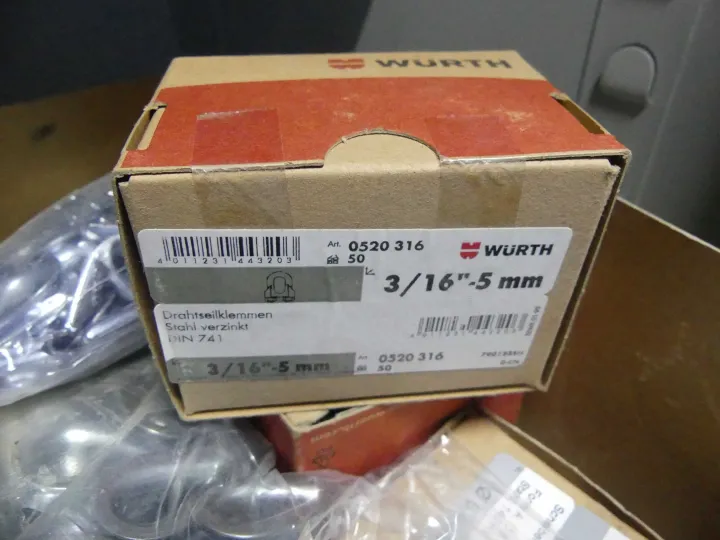 WÜRTH
4 011231 443203
Art. 0520 316
50
WÜRTH
3/16"-5 mm
Drahtseilklemmen
Stahl verzinkt
DIN 741
3/16"-5 mm
Art. 0520 316
50